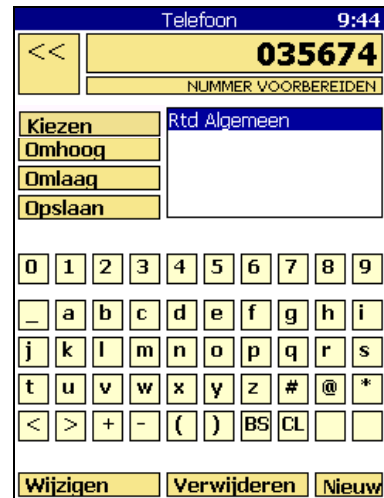 Telefoon 9:44
<< 035674
NUMMER VOORBEREIDEN
Kiezen Rtd Algemeen
Omhoog
Omlaag
Opslaan
0 1 2 3 4 5 6 7 8 9
_ a b c d e f g h i
j k l m n o p q r s
t u v w x y z # @ *
< > + - ( ) BS CL
Wijzigen Verwijderen Nieuw